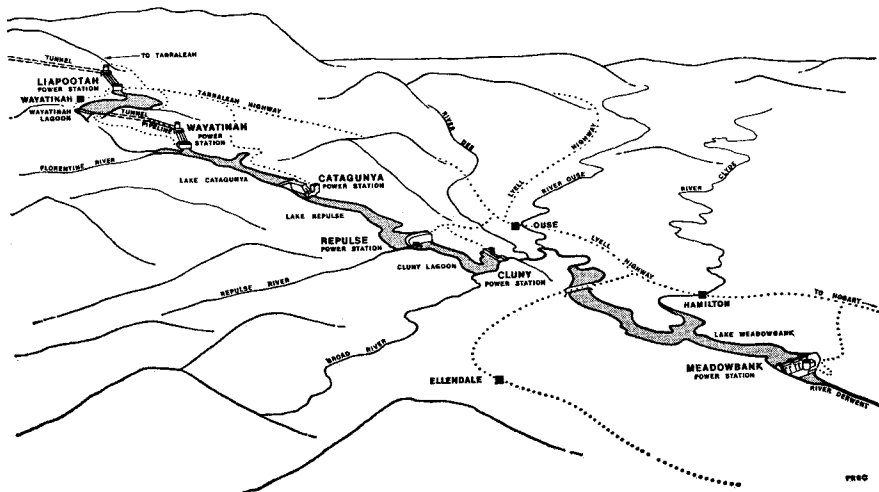 TO TARRALEAH
TUNNEL
LIAPOOTAH
POWER STATION
WAYATINAH
WAYATINAH
LAGOON
TUNNEL
PIPELINE
WAYATINAH
POWER
STATION
TARRALEAH HIGHWAY
FLORENTINE RIVER
LAKE CATAGUNYA
CATAGUNYA
POWER STATION
LAKE REPULSE
REPULSE
POWER STATION
CLUNY LAGOON
REPULSE RIVER
CLUNY
POWER STATION
RIVER DEE
LYELL
HIGHWAY
RIVER OUSE
OUSE
RIVER
CLYDE
LYELL
HIGHWAY
HAMILTON
TO HOBART
LAKE MEADOWBANK
MEADOWBANK
POWER STATION
RIVER DERWENT
BROAD RIVER
ELLENDALE